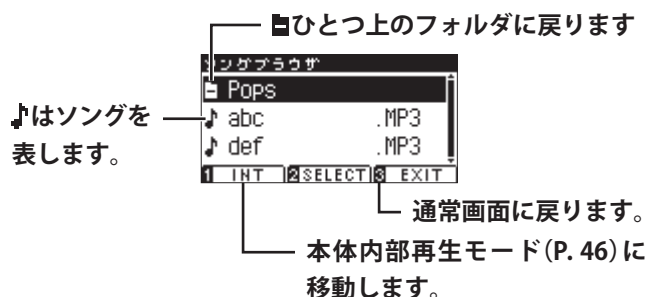 ひとつ上のフォルダに戻ります
ソングブラウザ
Pops
♪はソングを
表します。
♪ abc .MP3
♪ def .MP3
1 INT 2 SELECT 3 EXIT
通常画面に戻ります。
本体内部再生モード(P. 46)に
移動します。